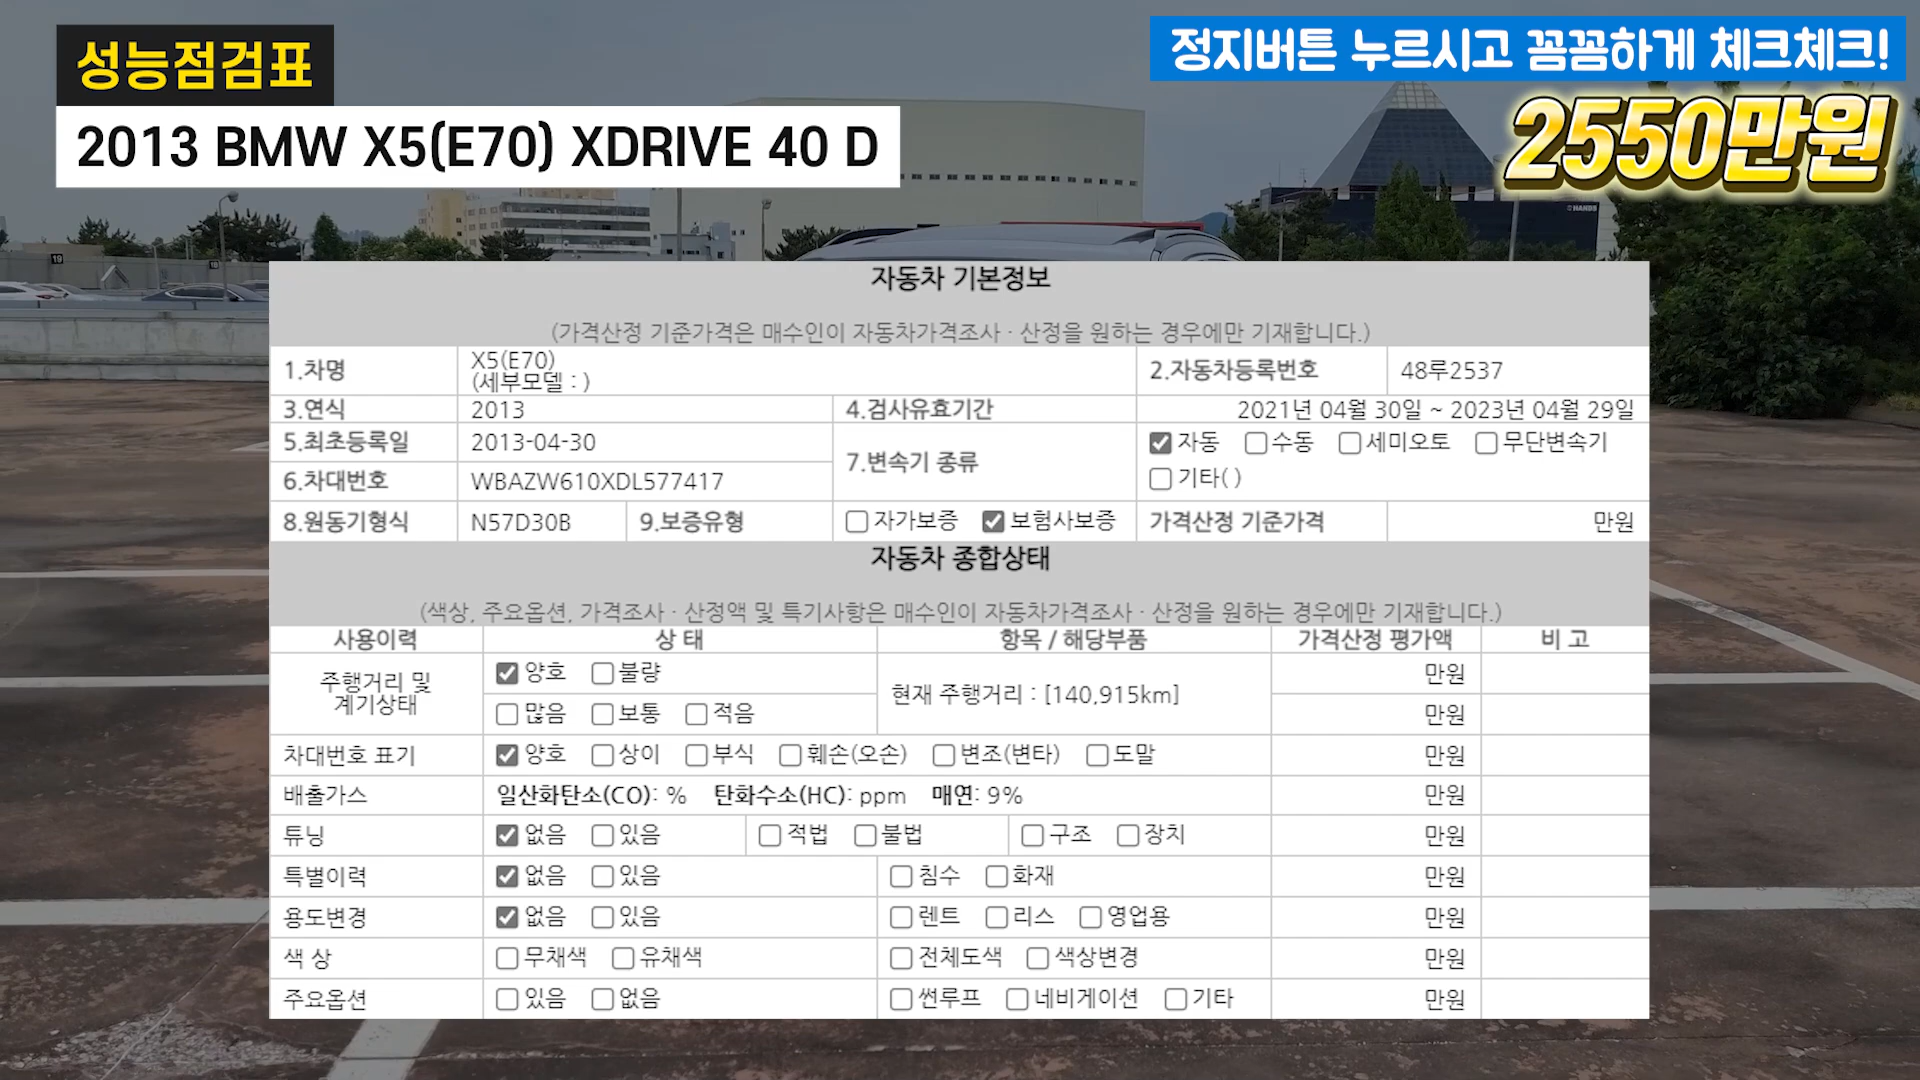 성능점검표
정지버튼 누르시고 꼼꼼하게 체크체크!
2013 BMW X5(E70) XDRIVE 40 D
2550만원
HANDS
19
자동차 기본정보
(가격산정 기준가격은 매수인이 자동차가격조사 · 산정을 원하는 경우에만 기재합니다.)
1.차명 X5(E70) (세부모델 : ) 2.자동차등록번호 48루2537
3.연식 2013 4.검사유효기간 2021년 04월 30일 ~ 2023년 04월 29일
5.최초등록일 2013-04-30 7.변속기 종류 자동 수동 세미오토 무단변속기
6.차대번호 WBAZW610XDL577417 기타( )
8.원동기형식 N57D30B 9.보증유형 자가보증 보험사보증 가격산정 기준가격 만원
자동차 종합상태
(색상, 주요옵션, 가격조사 · 산정액 및 특기사항은 매수인이 자동차가격조사 · 산정을 원하는 경우에만 기재합니다.)
사용이력 상 태 항목 / 해당부품 가격산정 평가액 비 고
주행거리 및 계기상태 양호 불량 현재 주행거리 : [140,915km] 만원
많음 보통 적음 만원
차대번호 표기 양호 상이 부식 훼손(오손) 변조(변타) 도말 만원
배출가스 일산화탄소(CO): % 탄화수소(HC): ppm 매연: 9% 만원
튜닝 없음 있음 적법 불법 구조 장치 만원
특별이력 없음 있음 침수 화재 만원
용도변경 없음 있음 렌트 리스 영업용 만원
색 상 무채색 유채색 전체도색 색상변경 만원
주요옵션 있음 없음 썬루프 네비게이션 기타 만원